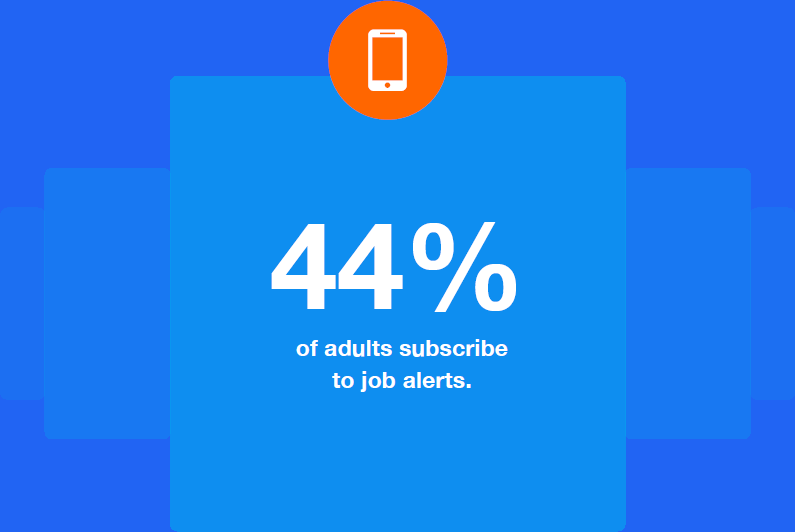 44%
of adults subscribe
to job alerts.